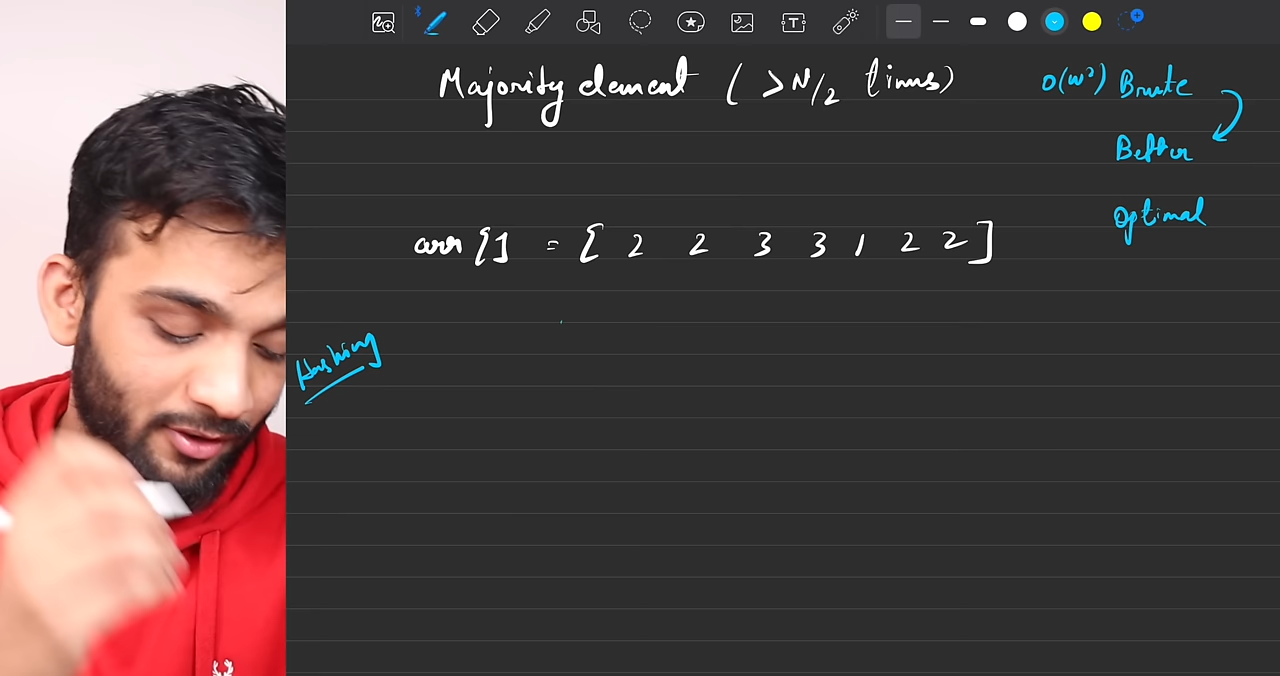 Majority element ( > N/2 times)
O(N²) Brute
Better
Optimal
arr [] = [ 2 2 3 3 1 2 2 ]
Hashing